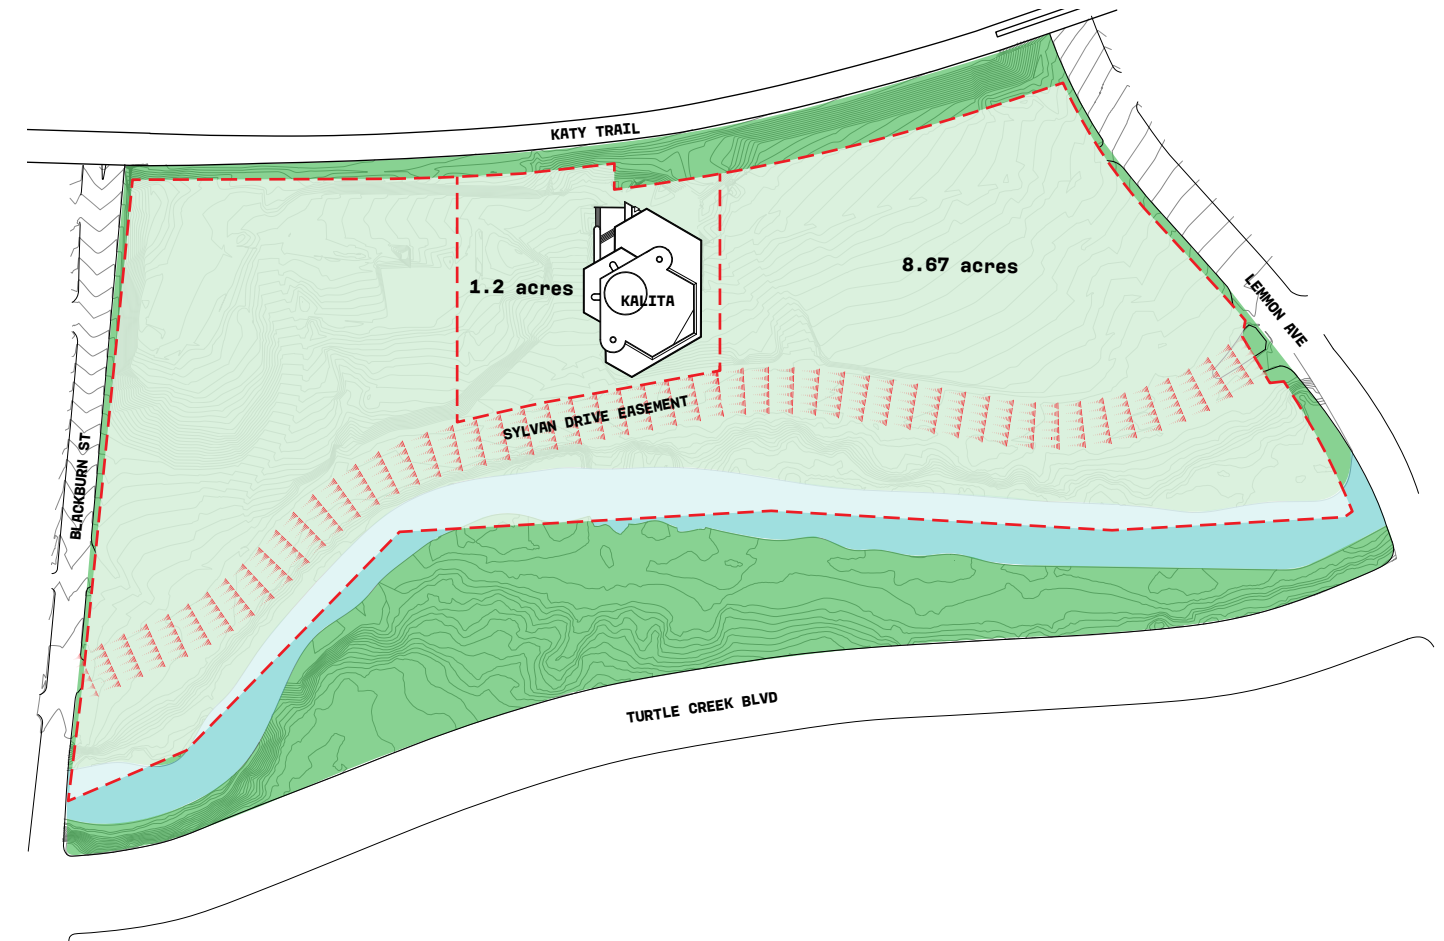 KATY TRAIL
8.67 acres
1.2 acres
KALITA
LEMMON AVE
SYLVAN DRIVE EASEMENT
BLACKBURN ST
TURTLE CREEK BLVD